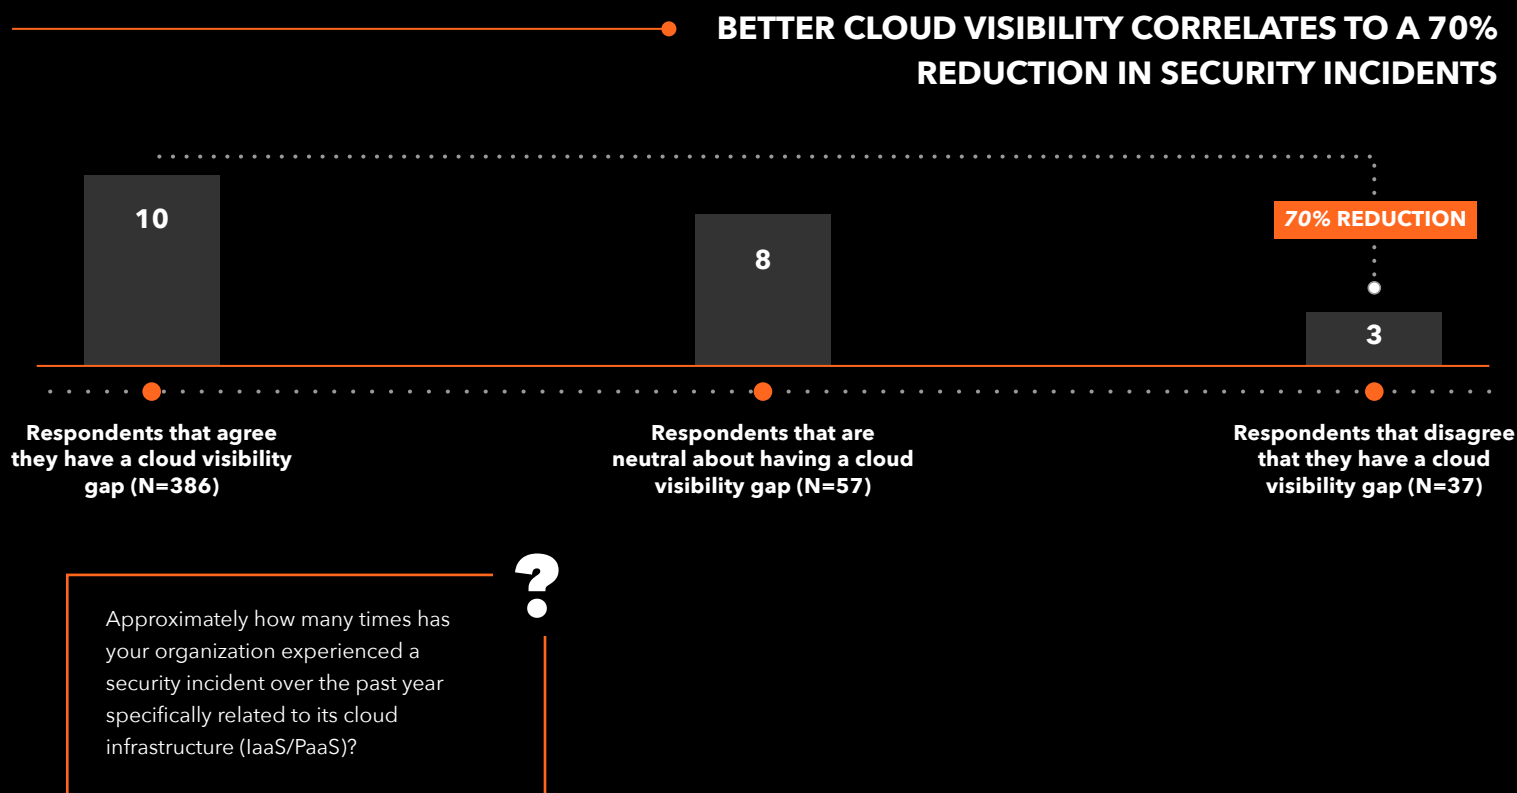 BETTER CLOUD VISIBILITY CORRELATES TO A 70%
REDUCTION IN SECURITY INCIDENTS
10
8
70% REDUCTION
3
Respondents that agree
they have a cloud visibility
gap (N=386)
Respondents that are
neutral about having a cloud
visibility gap (N=57)
Respondents that disagree
that they have a cloud
visibility gap (N=37)
?
Approximately how many times has
your organization experienced a
security incident over the past year
specifically related to its cloud
infrastructure (IaaS/PaaS)?